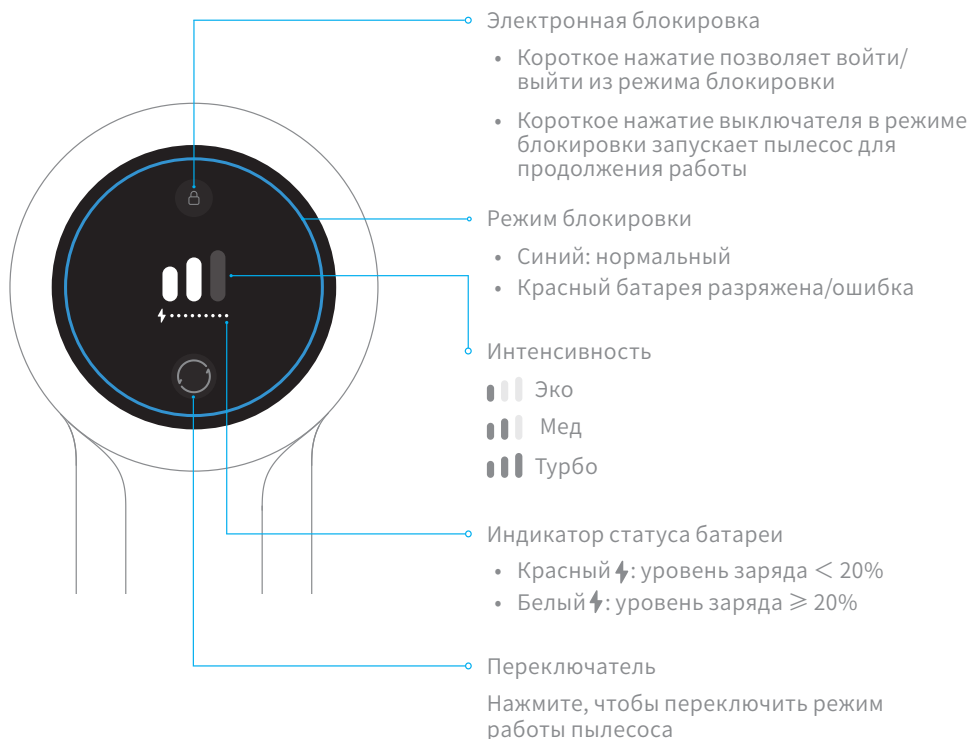 Электронная блокировка
• Короткое нажатие позволяет войти/
выйти из режима блокировки
• Короткое нажатие выключателя в режиме
блокировки запускает пылесос для
продолжения работы
Режим блокировки
• Синий: нормальный
• Красный батарея разряжена/ошибка
Интенсивность
Эко
Мед
Турбо
Индикатор статуса батареи
• Красный⚡: уровень заряда < 20%
• Белый⚡: уровень заряда ⩾ 20%
Переключатель
Нажмите, чтобы переключить режим
работы пылесоса